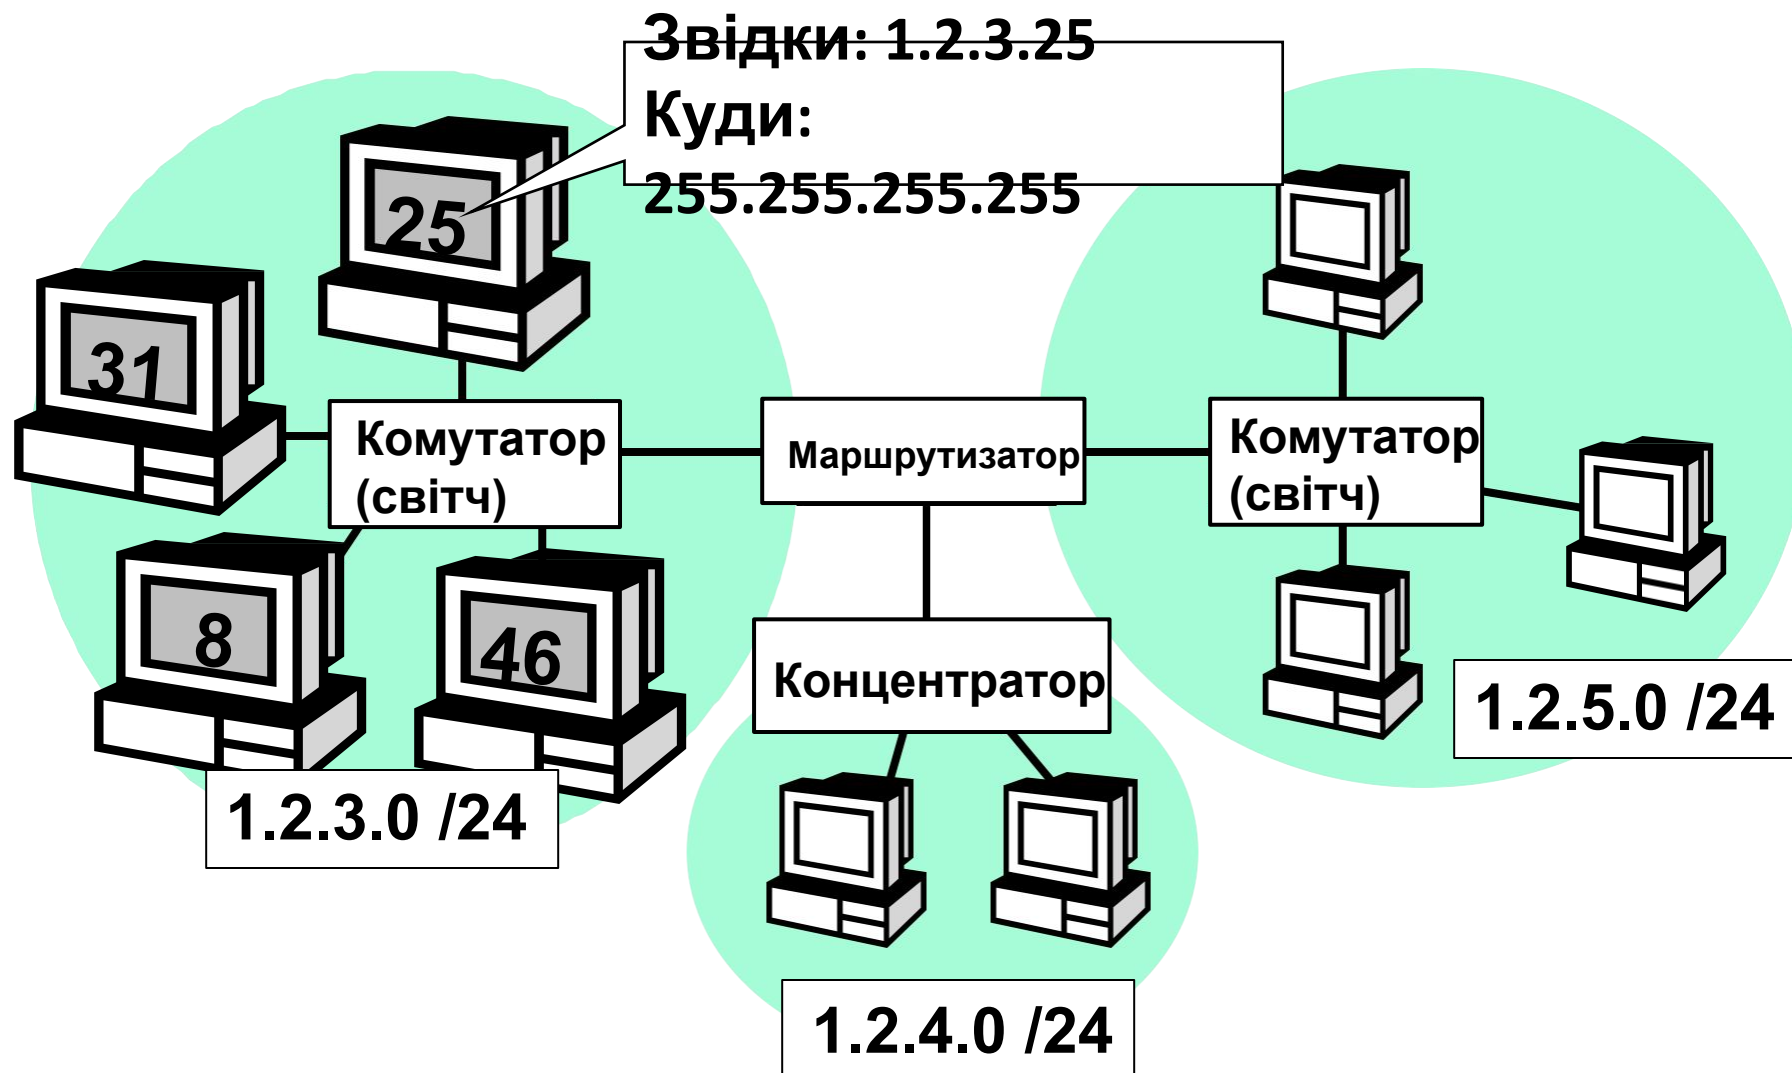 Звідки: 1.2.3.25
Куди:
255.255.255.255
25
31
Комутатор
(світч)
Маршрутизатор
Комутатор
(світч)
8
46
Концентратор
1.2.5.0 /24
1.2.3.0 /24
1.2.4.0 /24